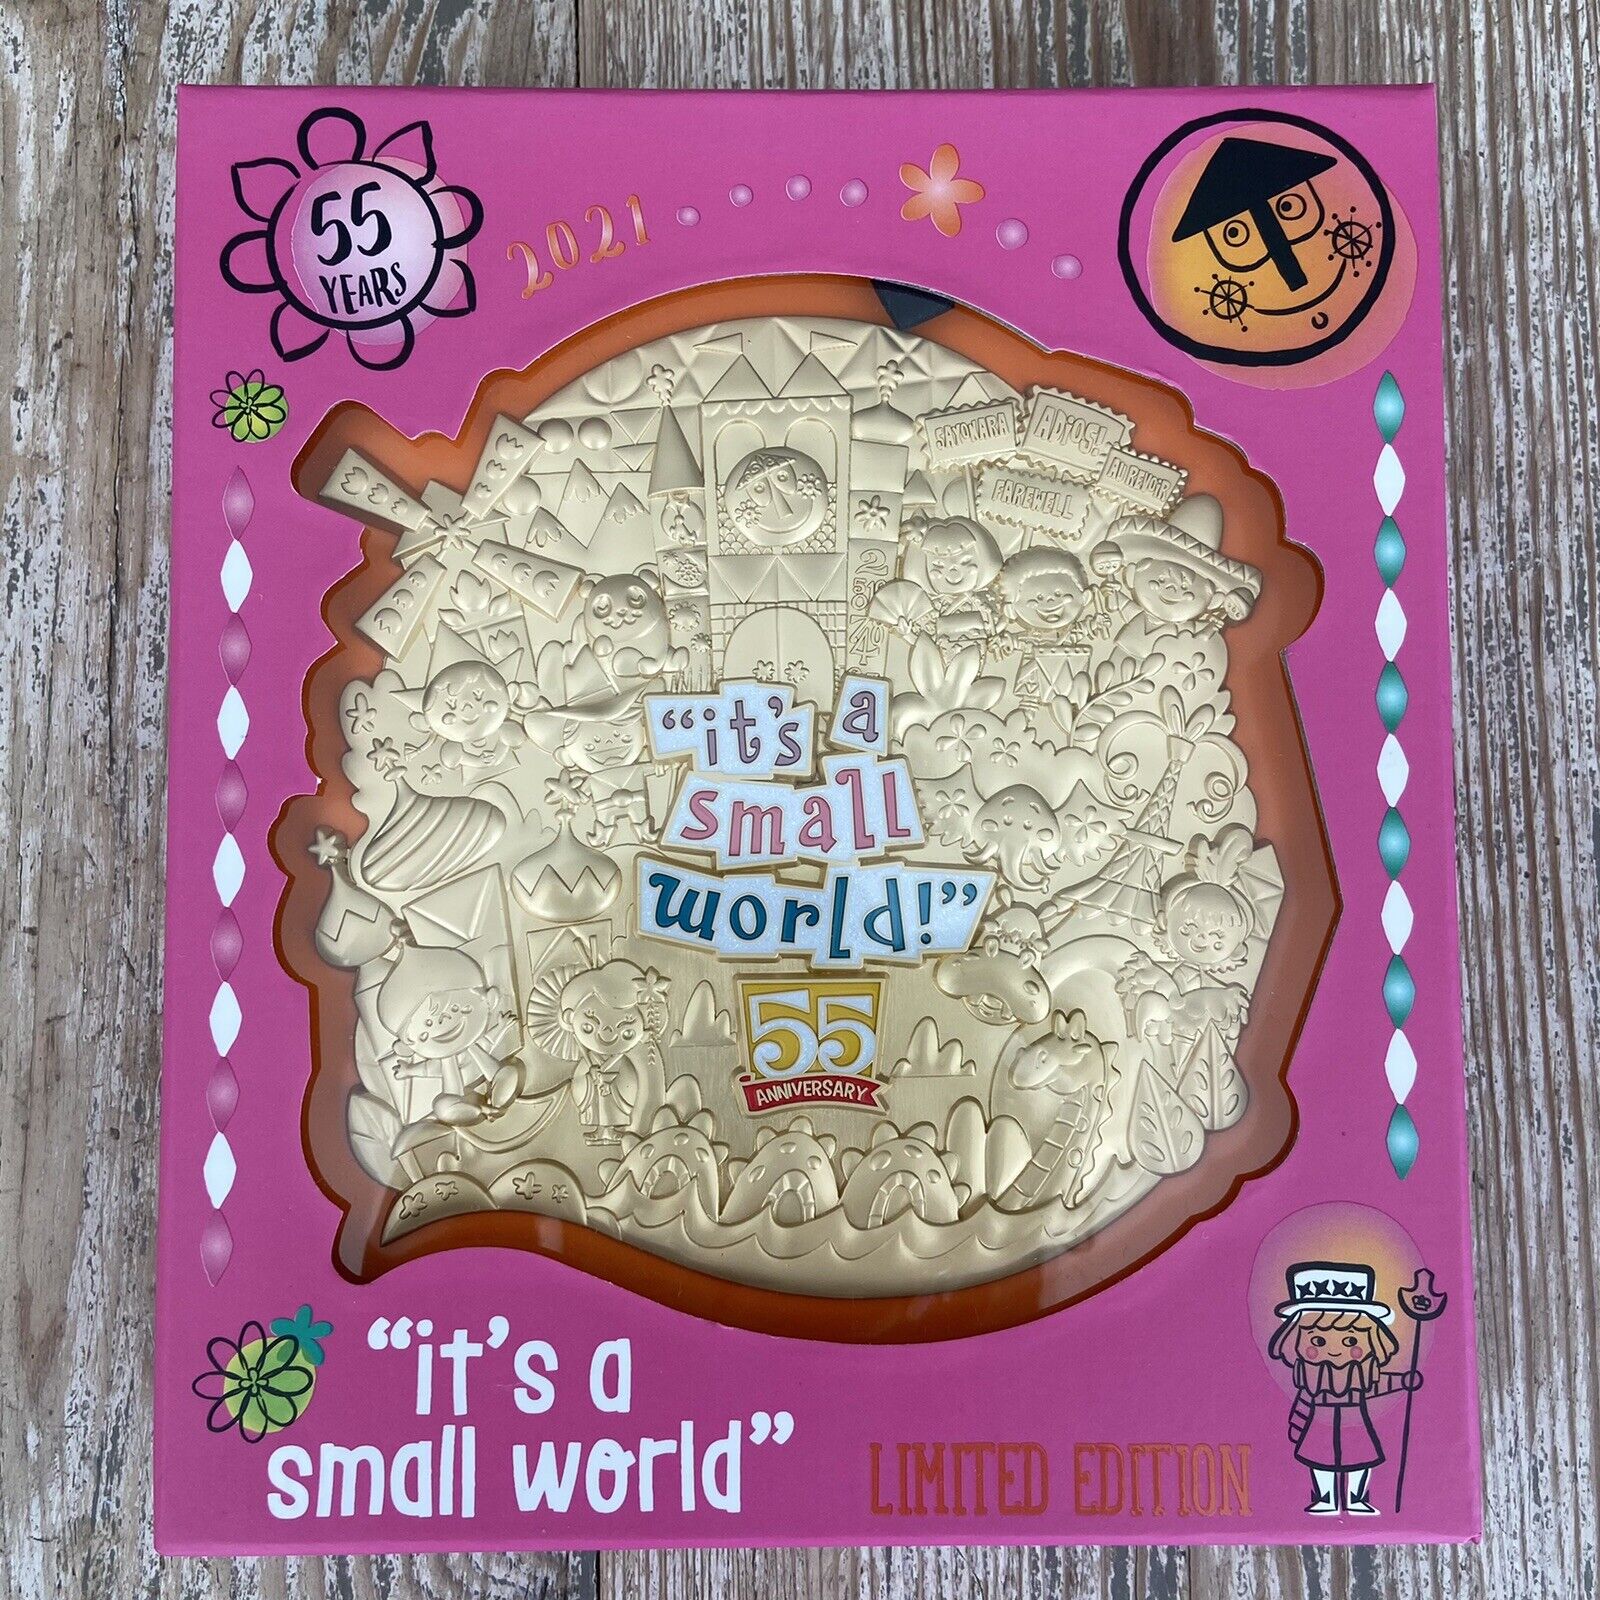 55
YEARS
2021
SAYONARA
ADiOS!
AU REVOIR
FAREWELL
“it’s a
small
world!”
55
ANNIVERSARY
“it’s a
small world”
LIMITED EDITION